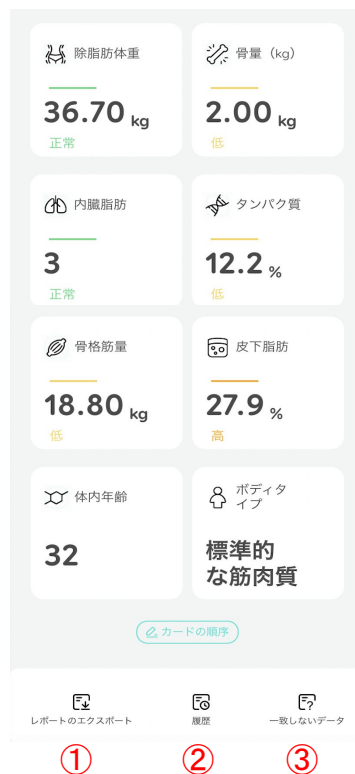 除脂肪体重
36.70 kg
正常
骨量（kg）
2.00 kg
低
内臓脂肪
3
正常
タンパク質
12.2 %
低
骨格筋量
18.80 kg
低
皮下脂肪
27.9 %
高
体内年齢
32
ボディタ
イプ
標準的
な筋肉質
カードの順序
レポートのエクスポート
履歴
一致しないデータ
①
②
③